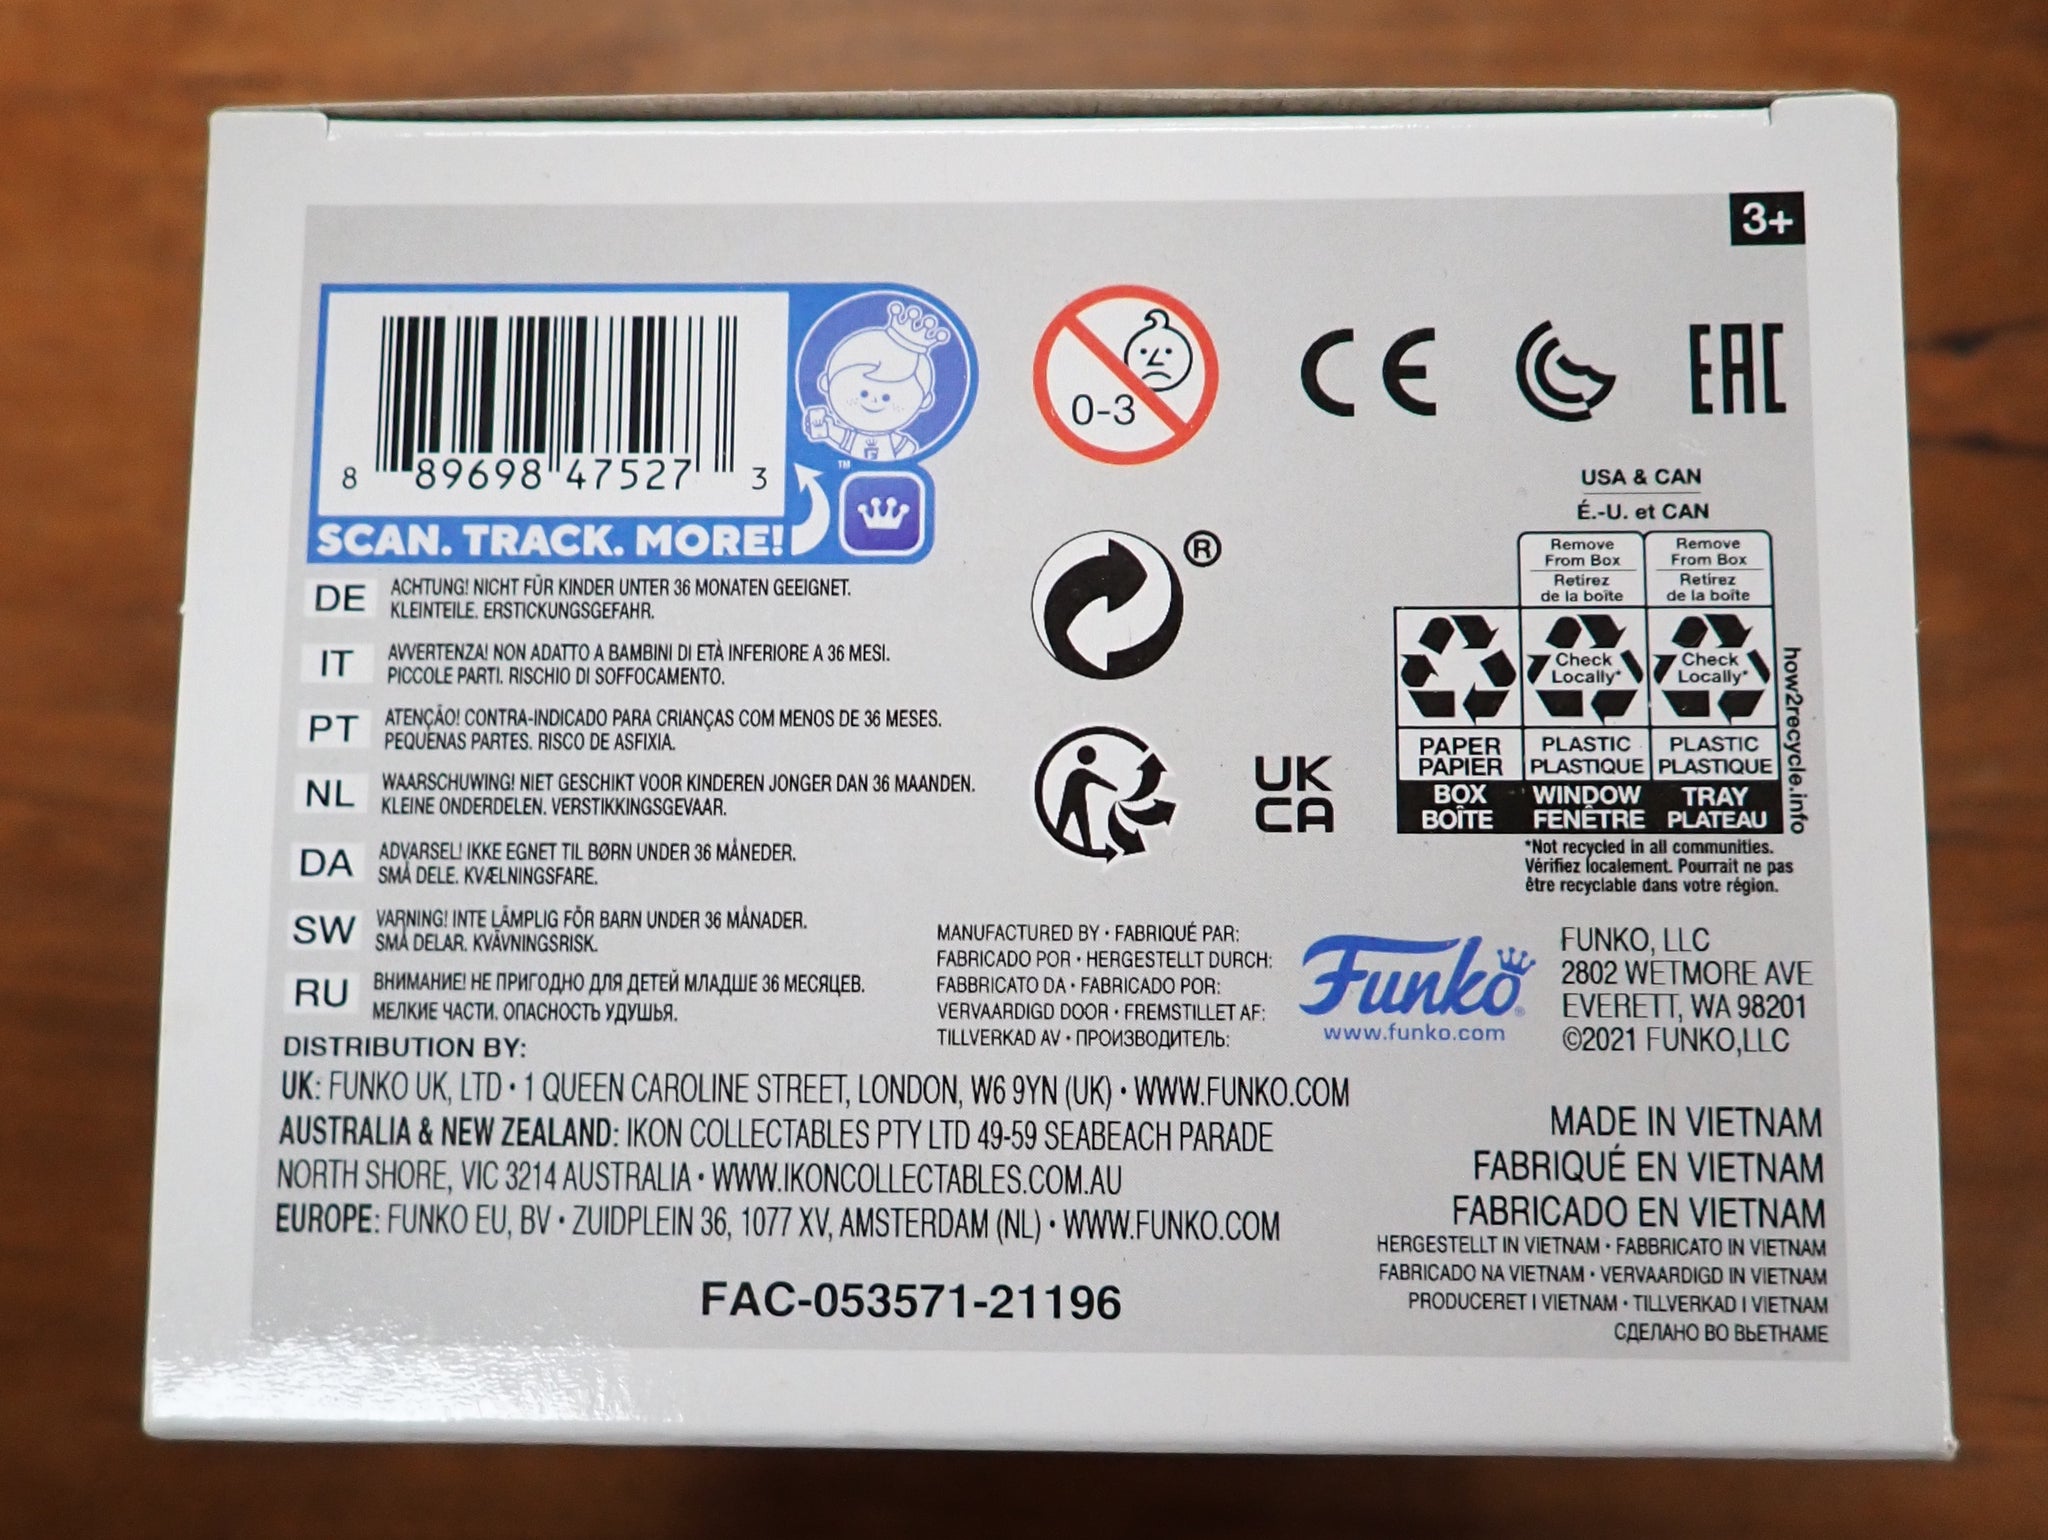 3+
8 89698 47527 3
SCAN. TRACK. MORE!
™
0-3
CE
EAC
®
UK
CA
USA & CAN
É.-U. et CAN
Remove From Box Retirez de la boîte
Remove From Box Retirez de la boîte
Check Locally*
Check Locally*
PAPER PAPIER
PLASTIC PLASTIQUE
PLASTIC PLASTIQUE
BOX BOÎTE
WINDOW FENÊTRE
TRAY PLATEAU
how2recycle.info
*Not recycled in all communities.
Vérifiez localement. Pourrait ne pas
être recyclable dans votre région.
DE ACHTUNG! NICHT FÜR KINDER UNTER 36 MONATEN GEEIGNET.
KLEINTEILE. ERSTICKUNGSGEFAHR.
IT AVVERTENZA! NON ADATTO A BAMBINI DI ETÀ INFERIORE A 36 MESI.
PICCOLE PARTI. RISCHIO DI SOFFOCAMENTO.
PT ATENÇÃO! CONTRA-INDICADO PARA CRIANÇAS COM MENOS DE 36 MESES.
PEQUENAS PARTES. RISCO DE ASFIXIA.
NL WAARSCHUWING! NIET GESCHIKT VOOR KINDEREN JONGER DAN 36 MAANDEN.
KLEINE ONDERDELEN. VERSTIKKINGSGEVAAR.
DA ADVARSEL! IKKE EGNET TIL BØRN UNDER 36 MÅNEDER.
SMÅ DELE. KVÆLNINGSFARE.
SW VARNING! INTE LÄMPLIG FÖR BARN UNDER 36 MÅNADER.
SMÅ DELAR. KVÄVNINGSRISK.
RU ВНИМАНИЕ! НЕ ПРИГОДНО ДЛЯ ДЕТЕЙ МЛАДШЕ 36 МЕСЯЦЕВ.
МЕЛКИЕ ЧАСТИ. ОПАСНОСТЬ УДУШЬЯ.
MANUFACTURED BY • FABRIQUÉ PAR:
FABRICADO POR • HERGESTELLT DURCH:
FABBRICATO DA • FABRICADO POR:
VERVAARDIGD DOOR • FREMSTILLET AF:
TILLVERKAD AV • ПРОИЗВОДИТЕЛЬ:
Funko®
www.funko.com
FUNKO, LLC
2802 WETMORE AVE
EVERETT, WA 98201
©2021 FUNKO,LLC
DISTRIBUTION BY:
UK: FUNKO UK, LTD • 1 QUEEN CAROLINE STREET, LONDON, W6 9YN (UK) • WWW.FUNKO.COM
AUSTRALIA & NEW ZEALAND: IKON COLLECTABLES PTY LTD 49-59 SEABEACH PARADE
NORTH SHORE, VIC 3214 AUSTRALIA • WWW.IKONCOLLECTABLES.COM.AU
EUROPE: FUNKO EU, BV • ZUIDPLEIN 36, 1077 XV, AMSTERDAM (NL) • WWW.FUNKO.COM
MADE IN VIETNAM
FABRIQUÉ EN VIETNAM
FABRICADO EN VIETNAM
HERGESTELLT IN VIETNAM • FABBRICATO IN VIETNAM
FABRICADO NA VIETNAM • VERVAARDIGD IN VIETNAM
PRODUCERET I VIETNAM • TILLVERKAD I VIETNAM
СДЕЛАНО ВО ВЬЕТНАМЕ
FAC-053571-21196